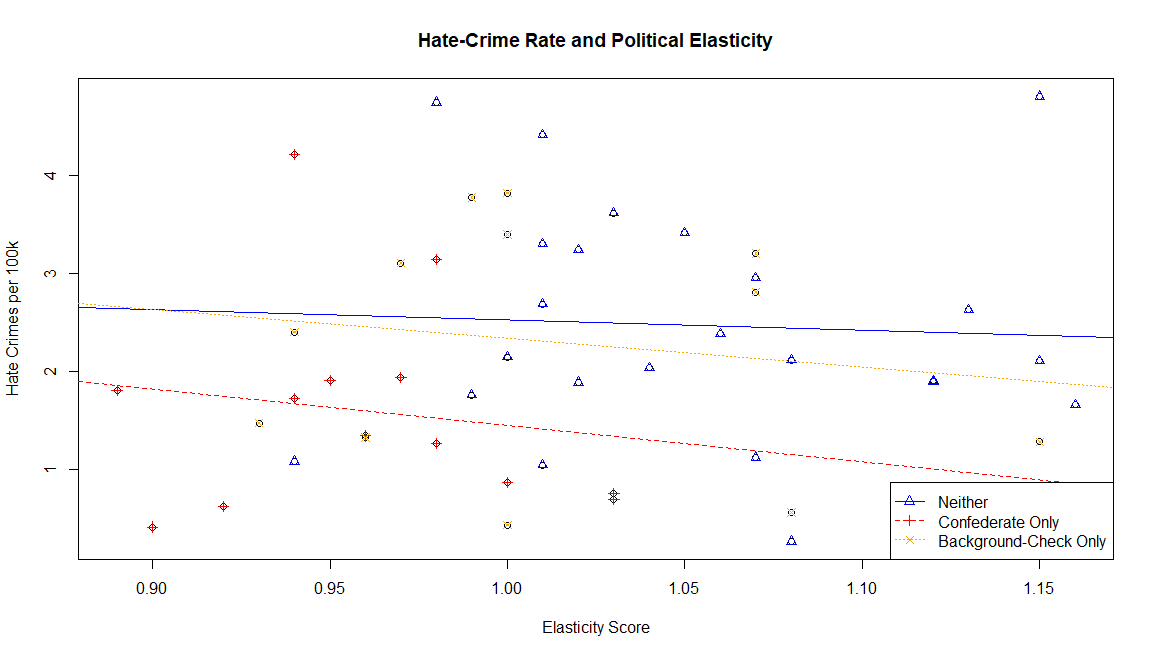 Hate-Crime Rate and Political Elasticity
Hate Crimes per 100k
4
3
2
1
0.90 0.95 1.00 1.05 1.10 1.15
Elasticity Score
Neither
Confederate Only
Background-Check Only